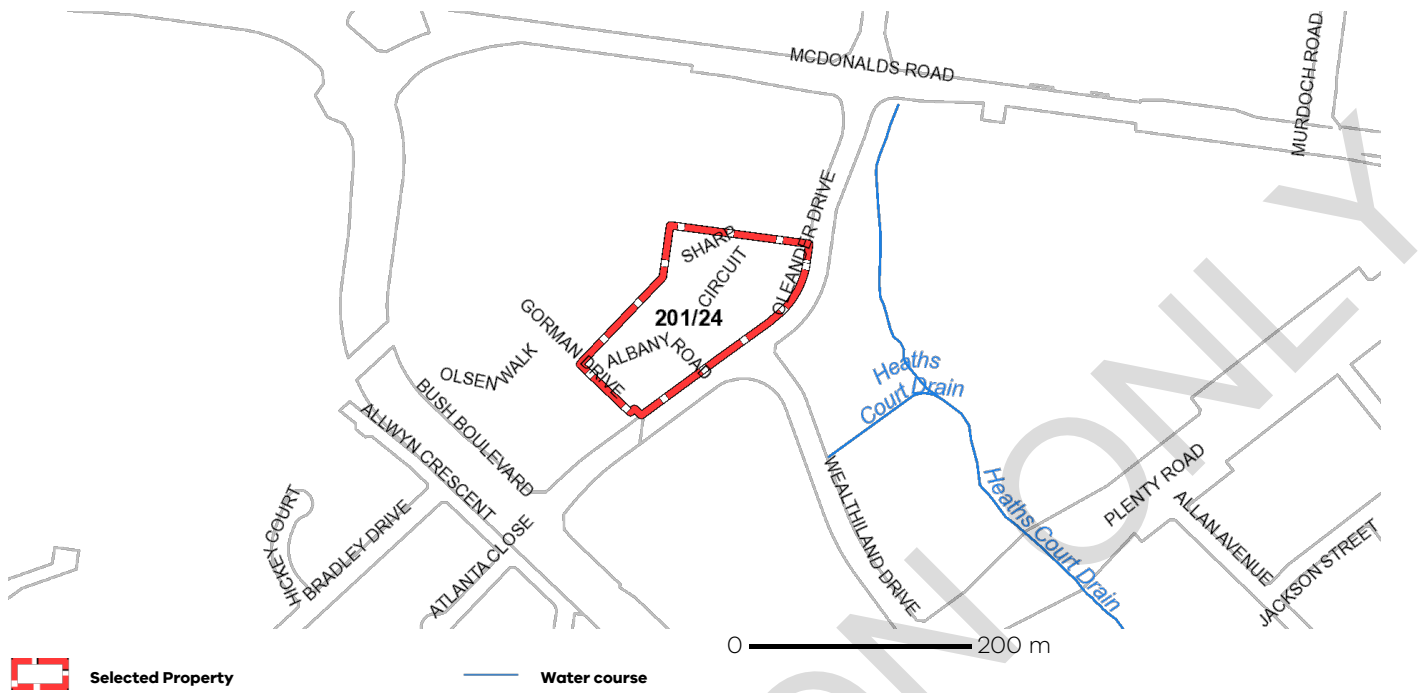 MCDONALDS ROAD
MURDOCH ROAD
OLEANDER DRIVE
SHARP
CIRCUIT
201/24
GORMAN DRIVE
ALBANY ROAD
OLSEN WALK
BUSH BOULEVARD
ALLWYN CRESCENT
Heaths
Court Drain
HICKEY COURT
BRADLEY DRIVE
ATLANTA CLOSE
WEALTHILAND DRIVE
Heaths Court Drain
PLENTY ROAD
ALLAN AVENUE
JACKSON STREET
0 200 m
Selected Property
Water course
ON ONLY